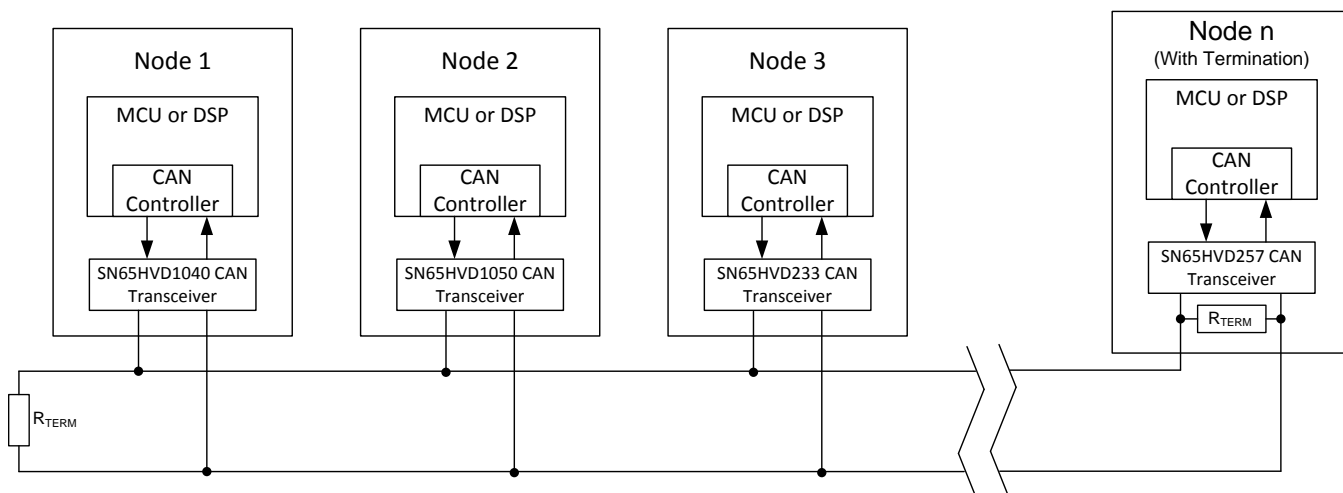 Node 1
MCU or DSP
CAN
Controller
SN65HVD1040 CAN
Transceiver
Node 2
MCU or DSP
CAN
Controller
SN65HVD1050 CAN
Transceiver
Node 3
MCU or DSP
CAN
Controller
SN65HVD233 CAN
Transceiver
Node n
(With Termination)
MCU or DSP
CAN
Controller
SN65HVD257 CAN
Transceiver
RTERM
RTERM